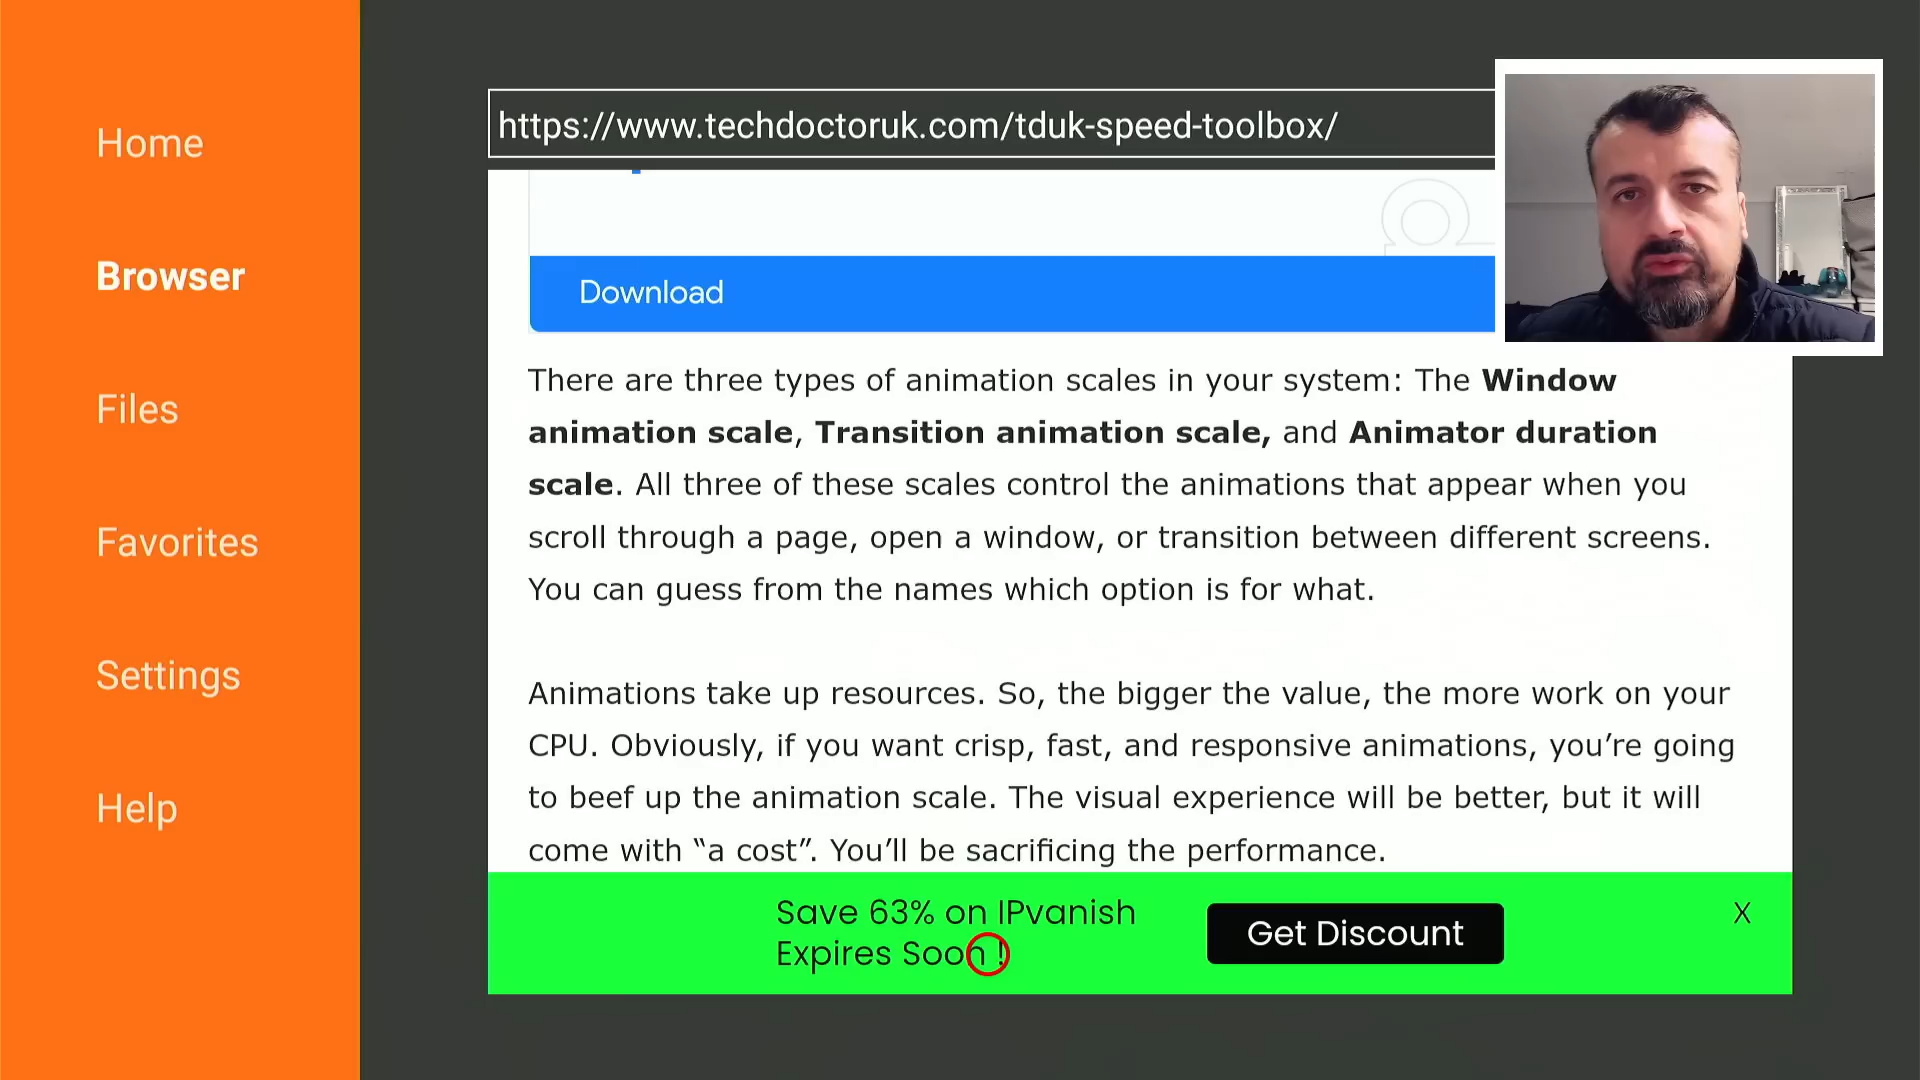 Home
Browser
Files
Favorites
Settings
Help
https://www.techdoctoruk.com/tduk-speed-toolbox/
Download
There are three types of animation scales in your system: The Window
animation scale, Transition animation scale, and Animator duration
scale. All three of these scales control the animations that appear when you
scroll through a page, open a window, or transition between different screens.
You can guess from the names which option is for what.
Animations take up resources. So, the bigger the value, the more work on your
CPU. Obviously, if you want crisp, fast, and responsive animations, you’re going
to beef up the animation scale. The visual experience will be better, but it will
come with “a cost”. You’ll be sacrificing the performance.
Save 63% on IPvanish
Expires Soon !
Get Discount
X